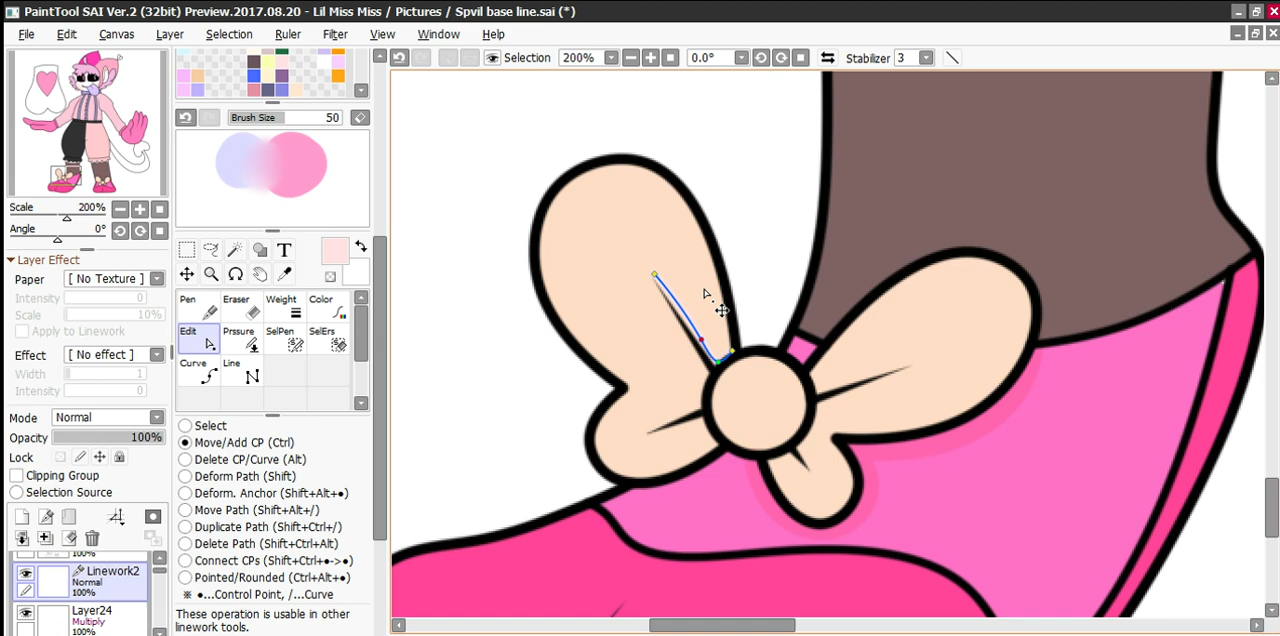 PaintTool SAI Ver.2 (32bit) Preview.2017.08.20 - Lil Miss Miss / Pictures / Spvil base line.sai (*)
File Edit Canvas Layer Selection Ruler Filter View Window Help
Selection 200% 0.0° Stabilizer 3
Brush Size 50
Scale 200%
Angle 0°
Layer Effect
Paper [ No Texture ]
Intensity 0
Scale 10%
Apply to Linework
Effect [ No effect ]
Width 1
Intensity 0
Mode Normal
Opacity 100%
Lock
Clipping Group
Selection Source
100%
Linework2
Normal
100%
Layer24
Multiply
100%
T
Pen Eraser Weight Color
Edit Prssure SelPen SelErs
Curve Line
Select
Move/Add CP (Ctrl)
Delete CP/Curve (Alt)
Deform Path (Shift)
Deform. Anchor (Shift+Alt+●)
Move Path (Shift+Alt+/)
Duplicate Path (Shift+Ctrl+/)
Delete Path (Shift+Ctrl+Alt)
Connect CPs (Shift+Ctrl+●->●)
Pointed/Rounded (Ctrl+Alt+●)
※ ●...Control Point, /...Curve
These operation is usable in other
linework tools.